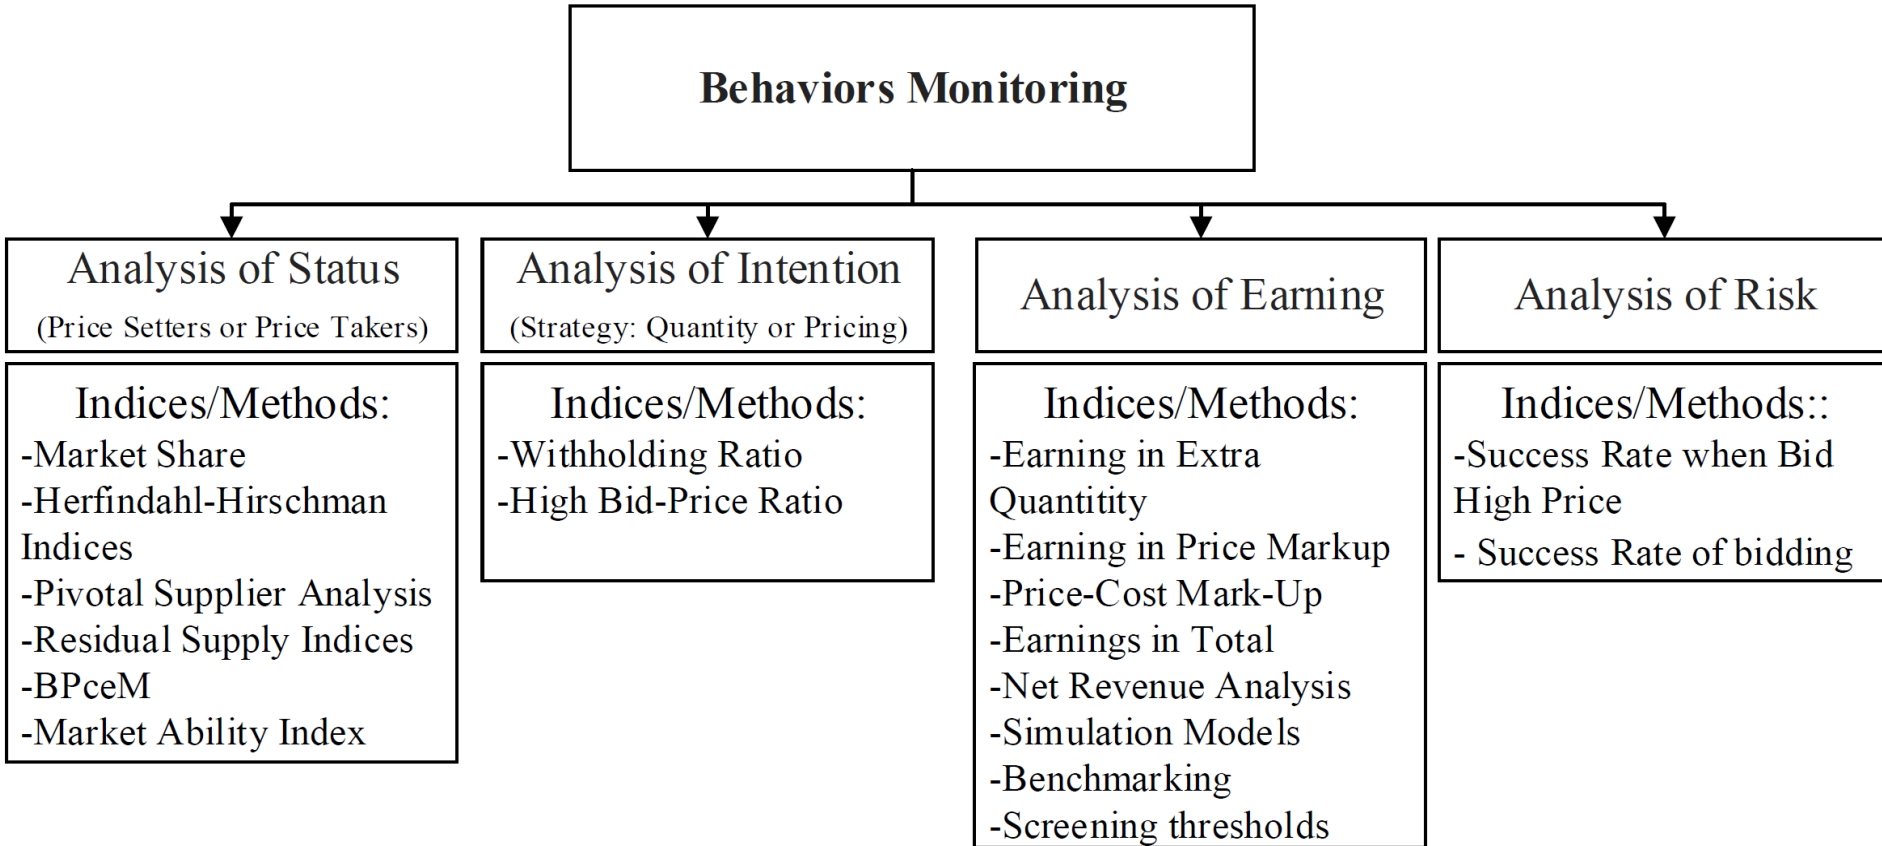 Behaviors Monitoring
Analysis of Status
(Price Setters or Price Takers)
Indices/Methods:
-Market Share
-Herfindahl-Hirschman
Indices
-Pivotal Supplier Analysis
-Residual Supply Indices
-BPceM
-Market Ability Index
Analysis of Intention
(Strategy: Quantity or Pricing)
Indices/Methods:
-Withholding Ratio
-High Bid-Price Ratio
Analysis of Earning
Indices/Methods:
-Earning in Extra
Quantitity
-Earning in Price Markup
-Price-Cost Mark-Up
-Earnings in Total
-Net Revenue Analysis
-Simulation Models
-Benchmarking
-Screening thresholds
Analysis of Risk
Indices/Methods::
-Success Rate when Bid
High Price
- Success Rate of bidding